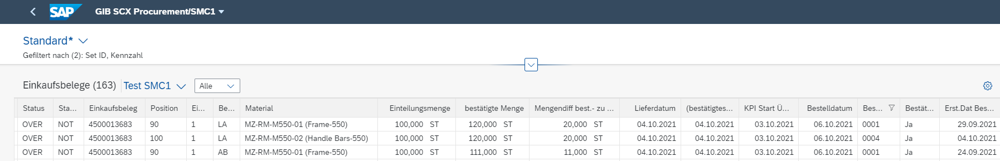 SAP GIB SCX Procurement/SMC1
Standard*
Gefiltert nach (2): Set ID, Kennzahl
Einkaufsbelege (163) Test SMC1 Alle
Status Sta... Einkaufsbeleg Position Ei... Be... Material Einteilungsmenge bestätigte Menge Mengendiff best.- zu ... Lieferdatum (bestätigtes... KPI Start Ü... Bestelldatum Bes... Bestät... Erst.Dat Bes...
OVER NOT 4500013683 90 1 LA MZ-RM-M550-01 (Frame-550) 100,000 ST 120,000 ST 20,000 ST 04.10.2021 04.10.2021 03.10.2021 06.10.2021 0001 Ja 29.09.2021
OVER NOT 4500013683 100 1 LA MZ-RM-M550-02 (Handle Bars-550) 100,000 ST 120,000 ST 20,000 ST 04.10.2021 04.10.2021 03.10.2021 06.10.2021 0004 Ja 04.10.2021
OVER NOT 4500013683 90 1 AB MZ-RM-M550-01 (Frame-550) 100,000 ST 111,000 ST 11,000 ST 04.10.2021 04.10.2021 03.10.2021 06.10.2021 0001 Ja 24.09.2021